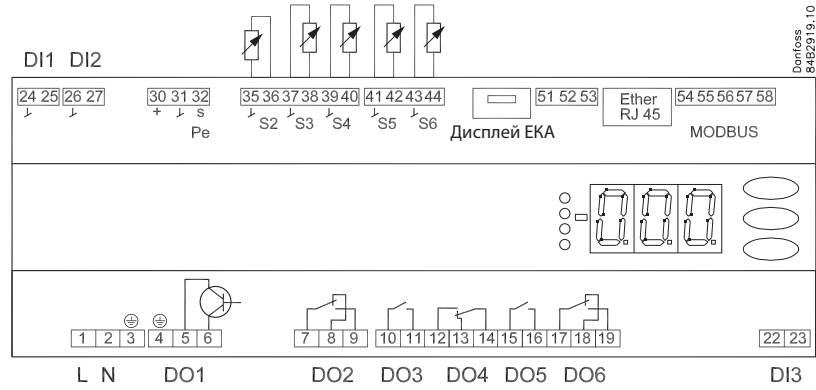 Danfoss
84B2919.10
DI1 DI2
24 25 26 27 30 31 32 35 36 37 38 39 40 41 42 43 44 51 52 53 Ether RJ 45 54 55 56 57 58
+ s
Pe
S2 S3 S4 S5 S6
Дисплей EKA
MODBUS
000
1 2 3 4 5 6 7 8 9 10 11 12 13 14 15 16 17 18 19 22 23
L N DO1 DO2 DO3 DO4 DO5 DO6 DI3